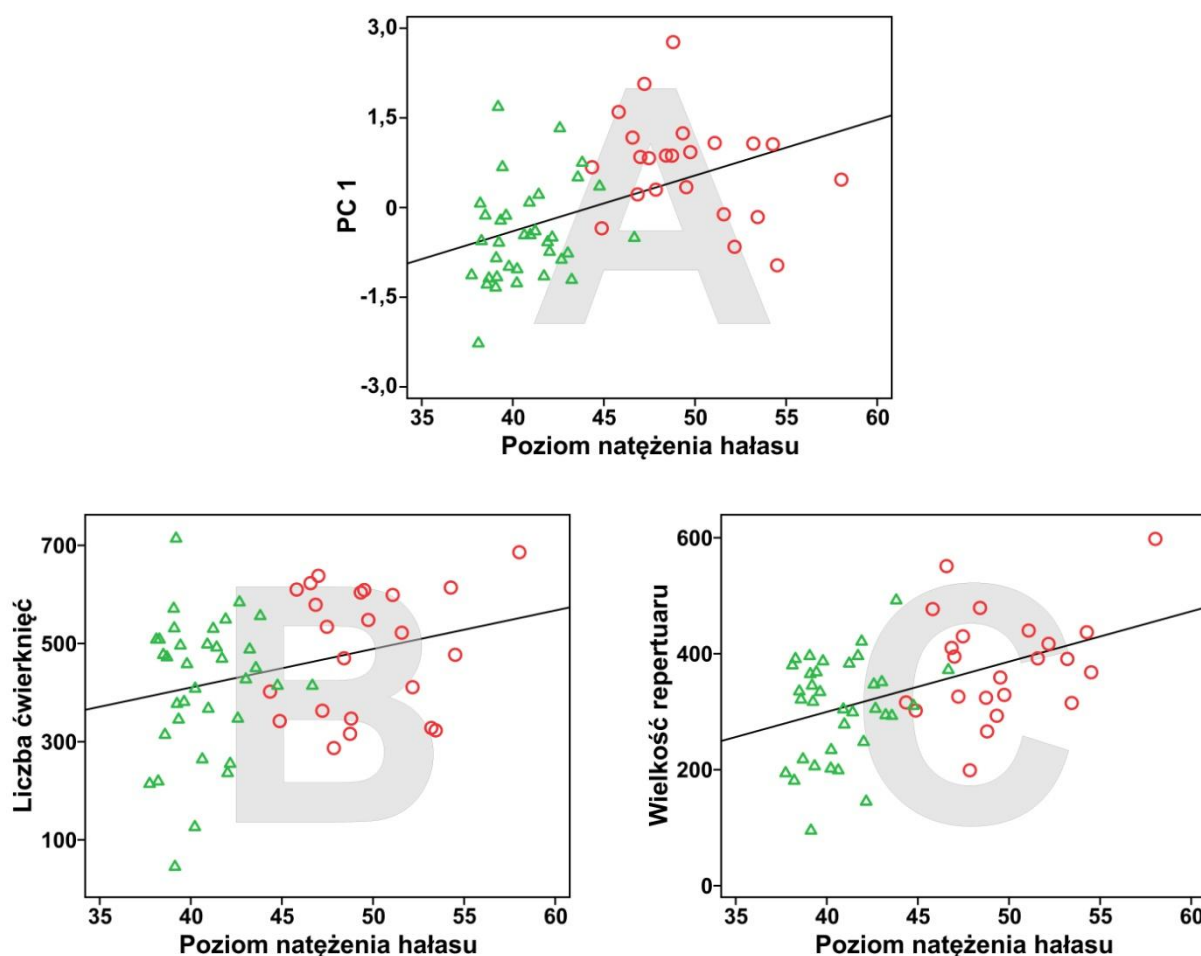 3,0
1,5
0
-1,5
-3,0
PC 1
A
35 40 45 50 55 60
Poziom natężenia hałasu
700
500
300
100
Liczba ćwierknięć
B
35 40 45 50 55 60
Poziom natężenia hałasu
600
400
200
0
Wielkość repertuaru
C
35 40 45 50 55 60
Poziom natężenia hałasu